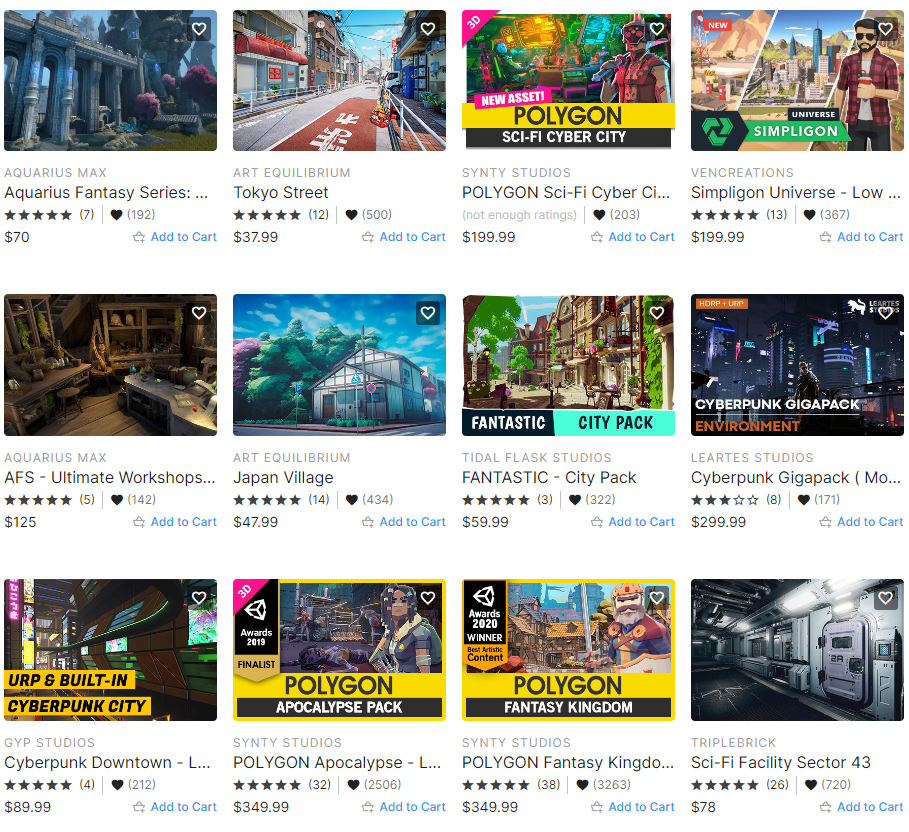 3D
NEW ASSET!
POLYGON
SCI-FI CYBER CITY
NEW
UNIVERSE
SIMPLIGON
AQUARIUS MAX
Aquarius Fantasy Series: ...
(7) (192)
$70 Add to Cart
ART EQUILIBRIUM
Tokyo Street
(12) (500)
$37.99 Add to Cart
SYNTY STUDIOS
POLYGON Sci-Fi Cyber Ci...
(not enough ratings) (203)
$199.99 Add to Cart
VENCREATIONS
Simpligon Universe - Low ...
(13) (367)
$199.99 Add to Cart
FANTASTIC CITY PACK
HDRP + URP
LEARTES
STUDIOS
CYBERPUNK GIGAPACK
ENVIRONMENT
AQUARIUS MAX
AFS - Ultimate Workshops...
(5) (142)
$125 Add to Cart
ART EQUILIBRIUM
Japan Village
(14) (434)
$47.99 Add to Cart
TIDAL FLASK STUDIOS
FANTASTIC - City Pack
(3) (322)
$59.99 Add to Cart
LEARTES STUDIOS
Cyberpunk Gigapack ( Mo...
(8) (171)
$299.99 Add to Cart
URP & BUILT-IN
CYBERPUNK CITY
3D
Awards
2019
FINALIST
POLYGON
APOCALYPSE PACK
Awards
2020
WINNER
Best Artistic
Content
POLYGON
FANTASY KINGDOM
GYP STUDIOS
Cyberpunk Downtown - L...
(4) (212)
$89.99 Add to Cart
SYNTY STUDIOS
POLYGON Apocalypse - L...
(32) (2506)
$349.99 Add to Cart
SYNTY STUDIOS
POLYGON Fantasy Kingdo...
(38) (3263)
$349.99 Add to Cart
TRIPLEBRICK
Sci-Fi Facility Sector 43
(26) (720)
$78 Add to Cart